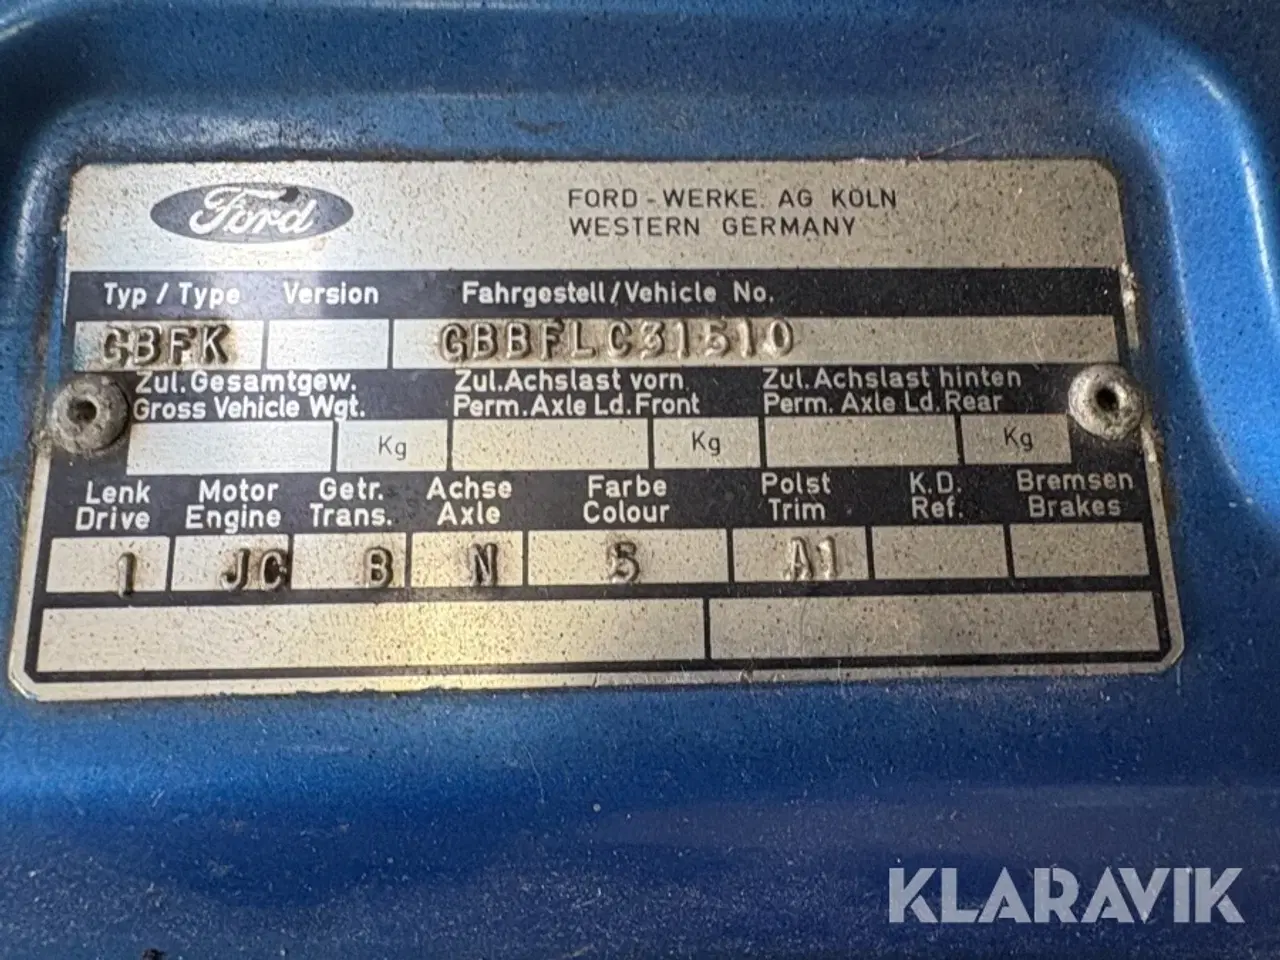 Ford
FORD-WERKE. AG KÖLN
WESTERN GERMANY
Typ / Type Version Fahrgestell/Vehicle No.
GBFK GBBFLC31510
Zul. Gesamtgew. Zul. Achslast vorn Zul. Achslast hinten
Gross Vehicle Wgt. Perm. Axle Ld. Front Perm. Axle Ld. Rear
Kg Kg Kg
Lenk Motor Getr. Achse Farbe Polst K.D. Bremsen
Drive Engine Trans. Axle Colour Trim Ref. Brakes
1 JC B N 5 A1
KLARAVIK